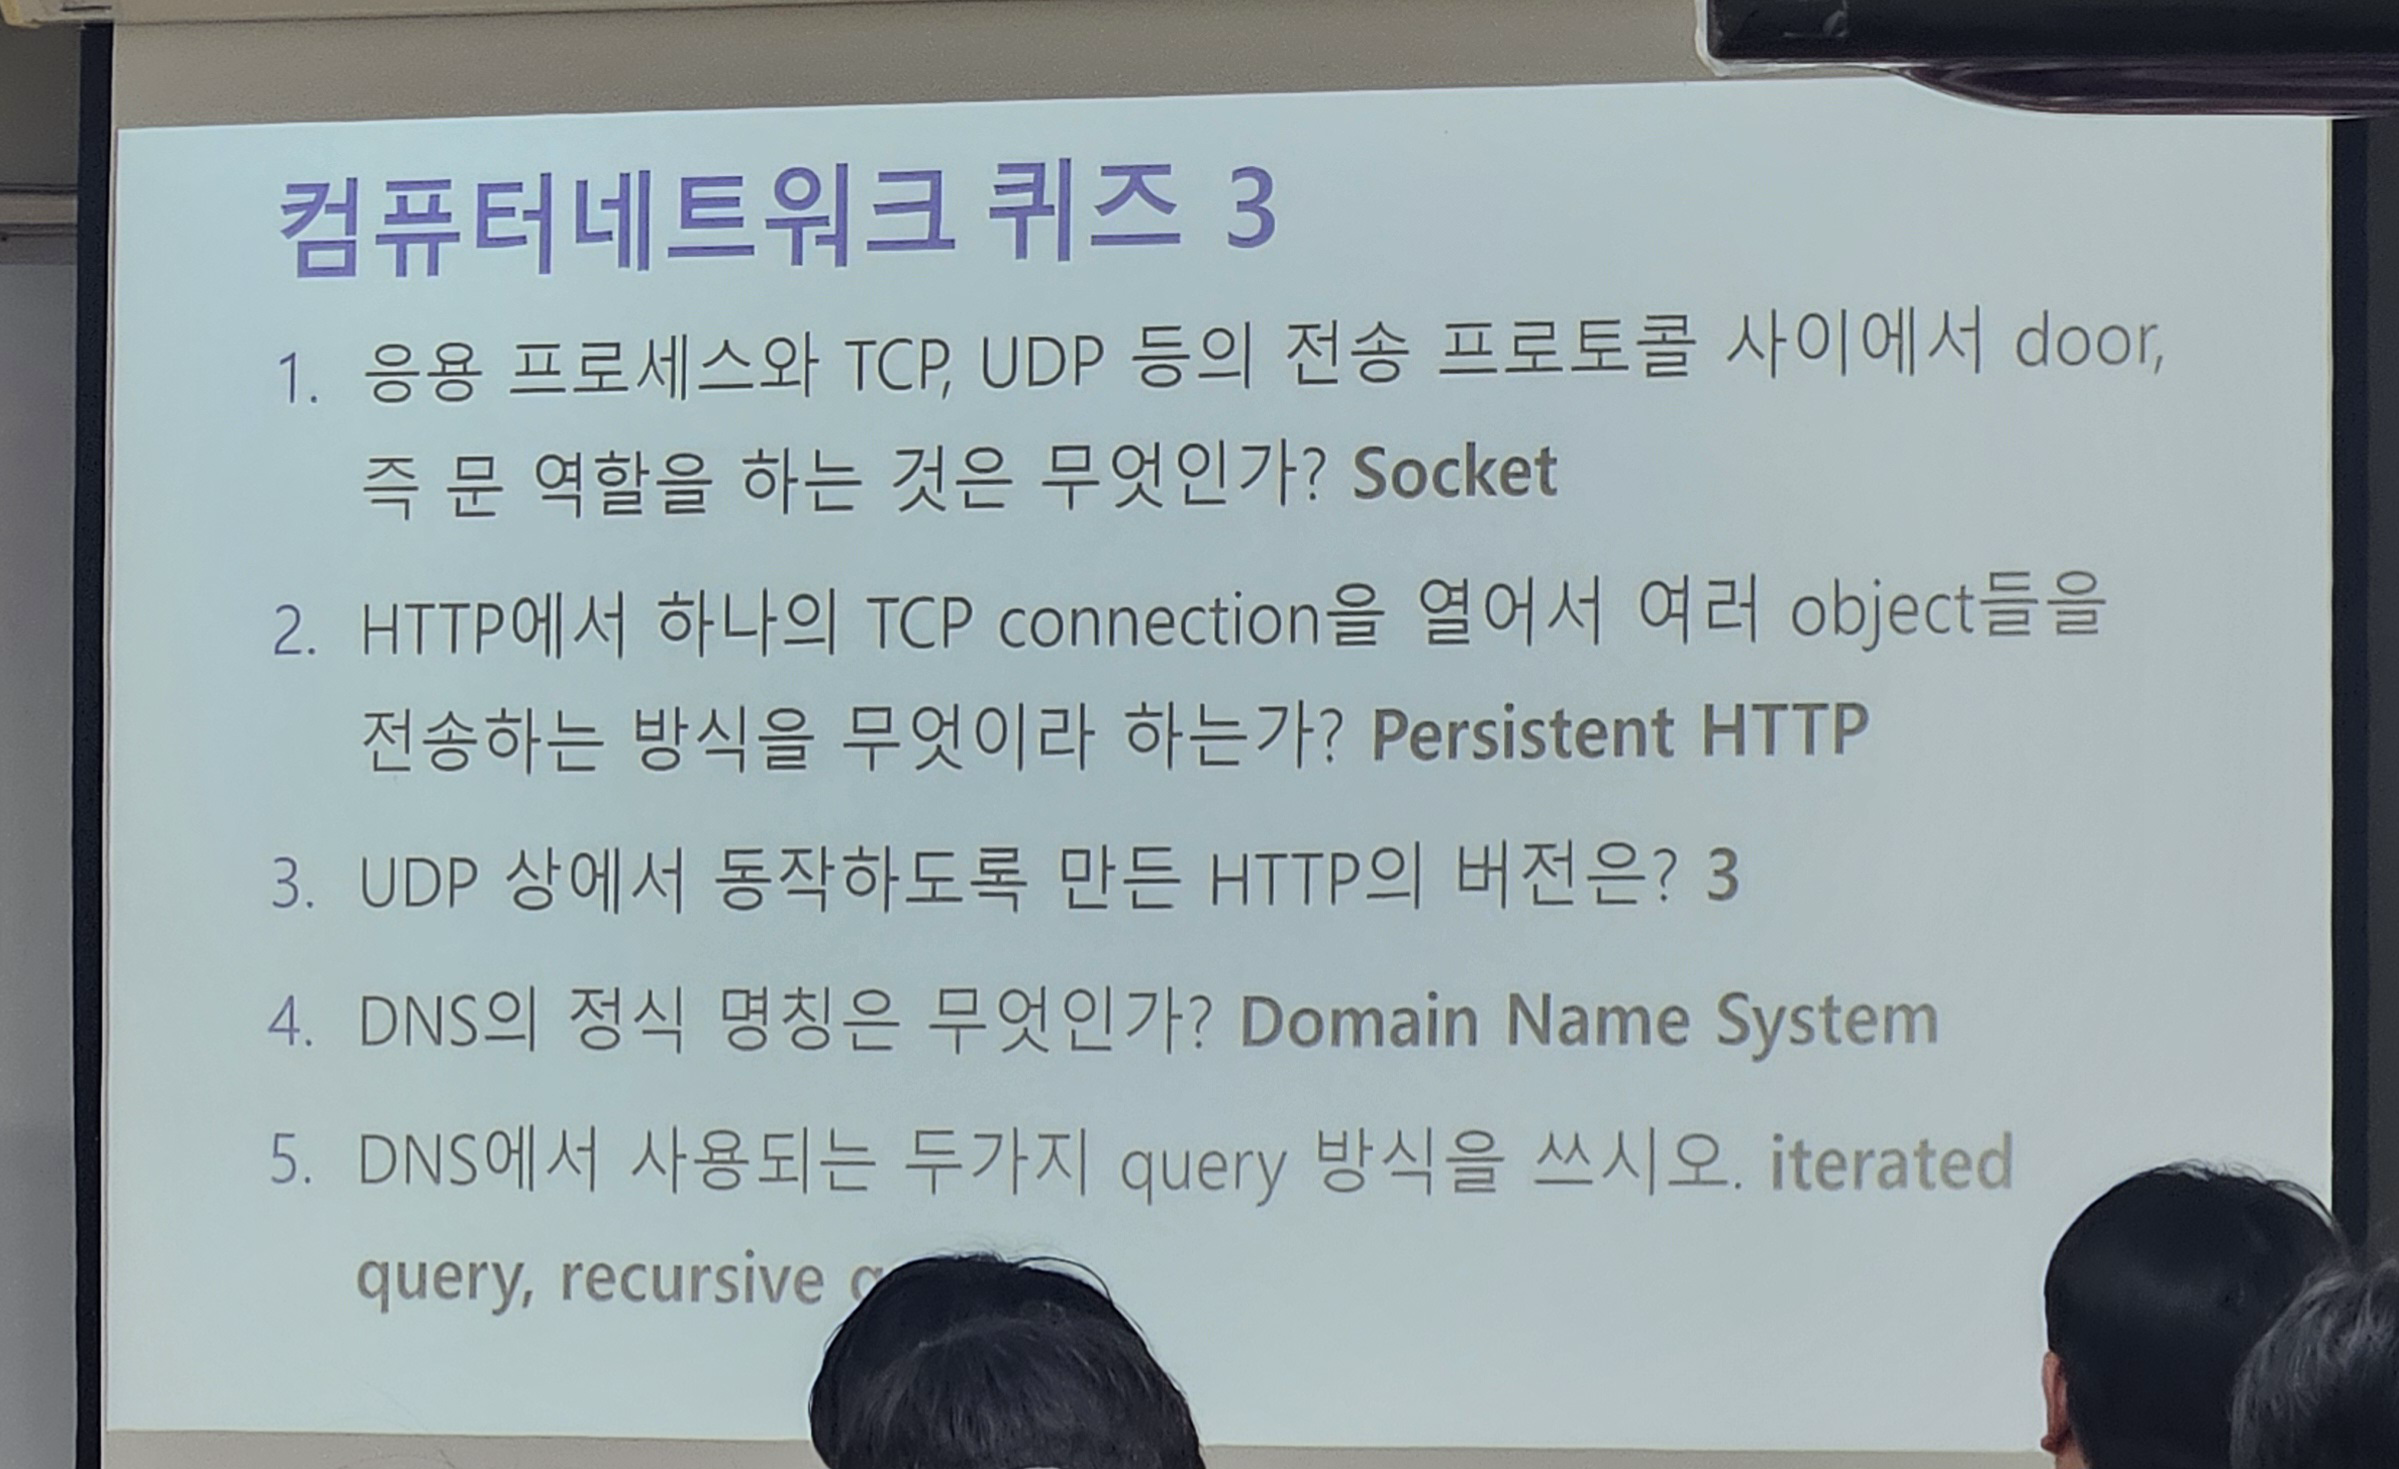 컴퓨터네트워크 퀴즈 3
1. 응용 프로세스와 TCP, UDP 등의 전송 프로토콜 사이에서 door,
즉 문 역할을 하는 것은 무엇인가? Socket
2. HTTP에서 하나의 TCP connection을 열어서 여러 object들을
전송하는 방식을 무엇이라 하는가? Persistent HTTP
3. UDP 상에서 동작하도록 만든 HTTP의 버전은? 3
4. DNS의 정식 명칭은 무엇인가? Domain Name System
5. DNS에서 사용되는 두가지 query 방식을 쓰시오. iterated
query, recursive